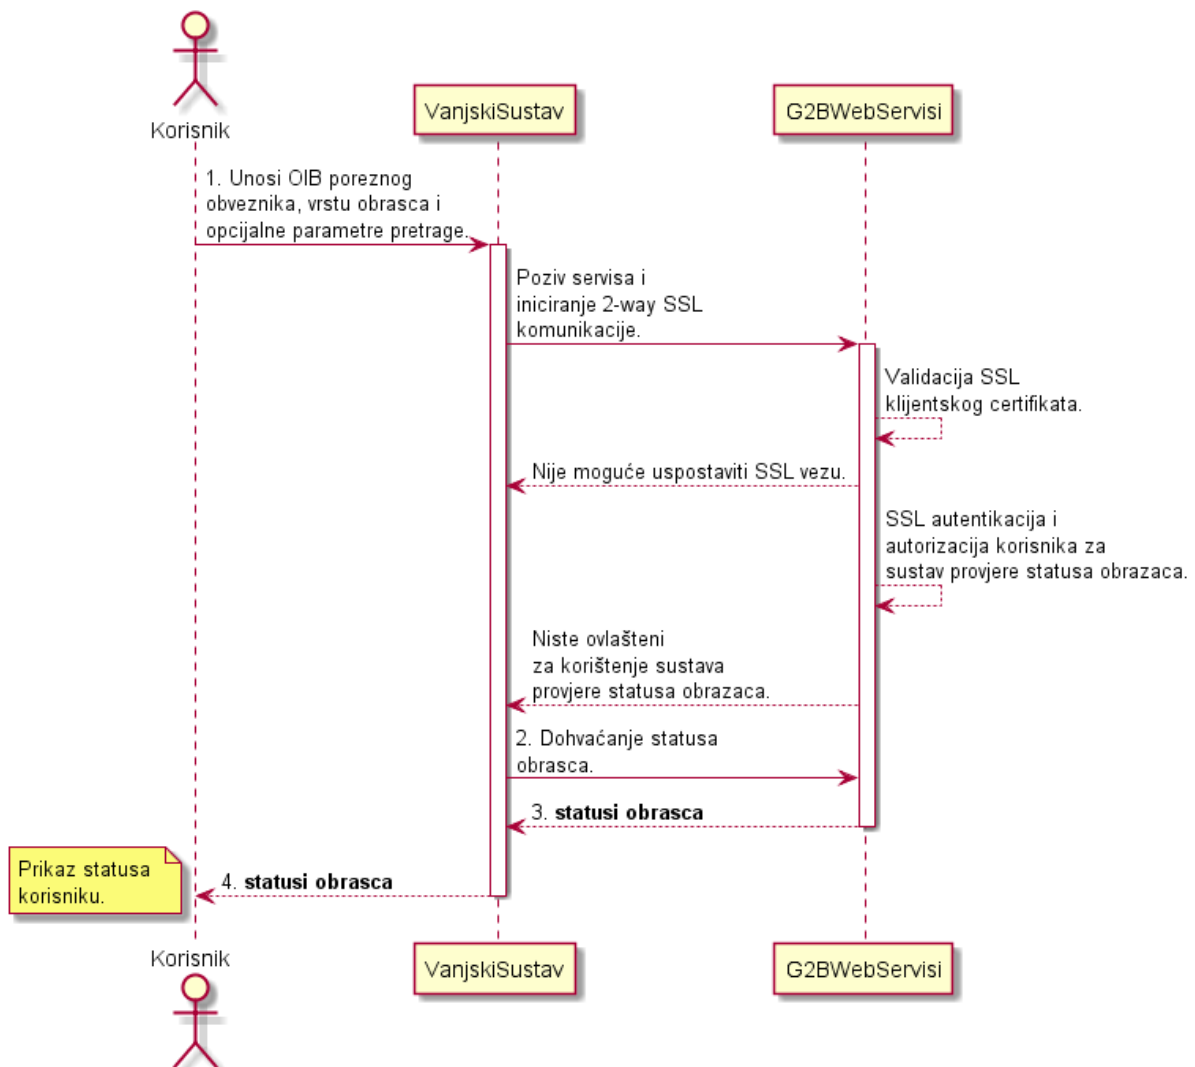 Korisnik
VanjskiSustav
G2BWebServisi
1. Unosi OIB poreznog
obveznika, vrstu obrasca i
opcijalne parametre pretrage.
Poziv servisa i
iniciranje 2-way SSL
komunikacije.
Validacija SSL
klijentskog certifikata.
Nije moguće uspostaviti SSL vezu.
SSL autentikacija i
autorizacija korisnika za
sustav provjere statusa obrazaca.
Niste ovlašteni
za korištenje sustava
provjere statusa obrazaca.
2. Dohvaćanje statusa
obrasca.
3. statusi obrasca
Prikaz statusa
korisniku.
4. statusi obrasca
Korisnik
VanjskiSustav
G2BWebServisi